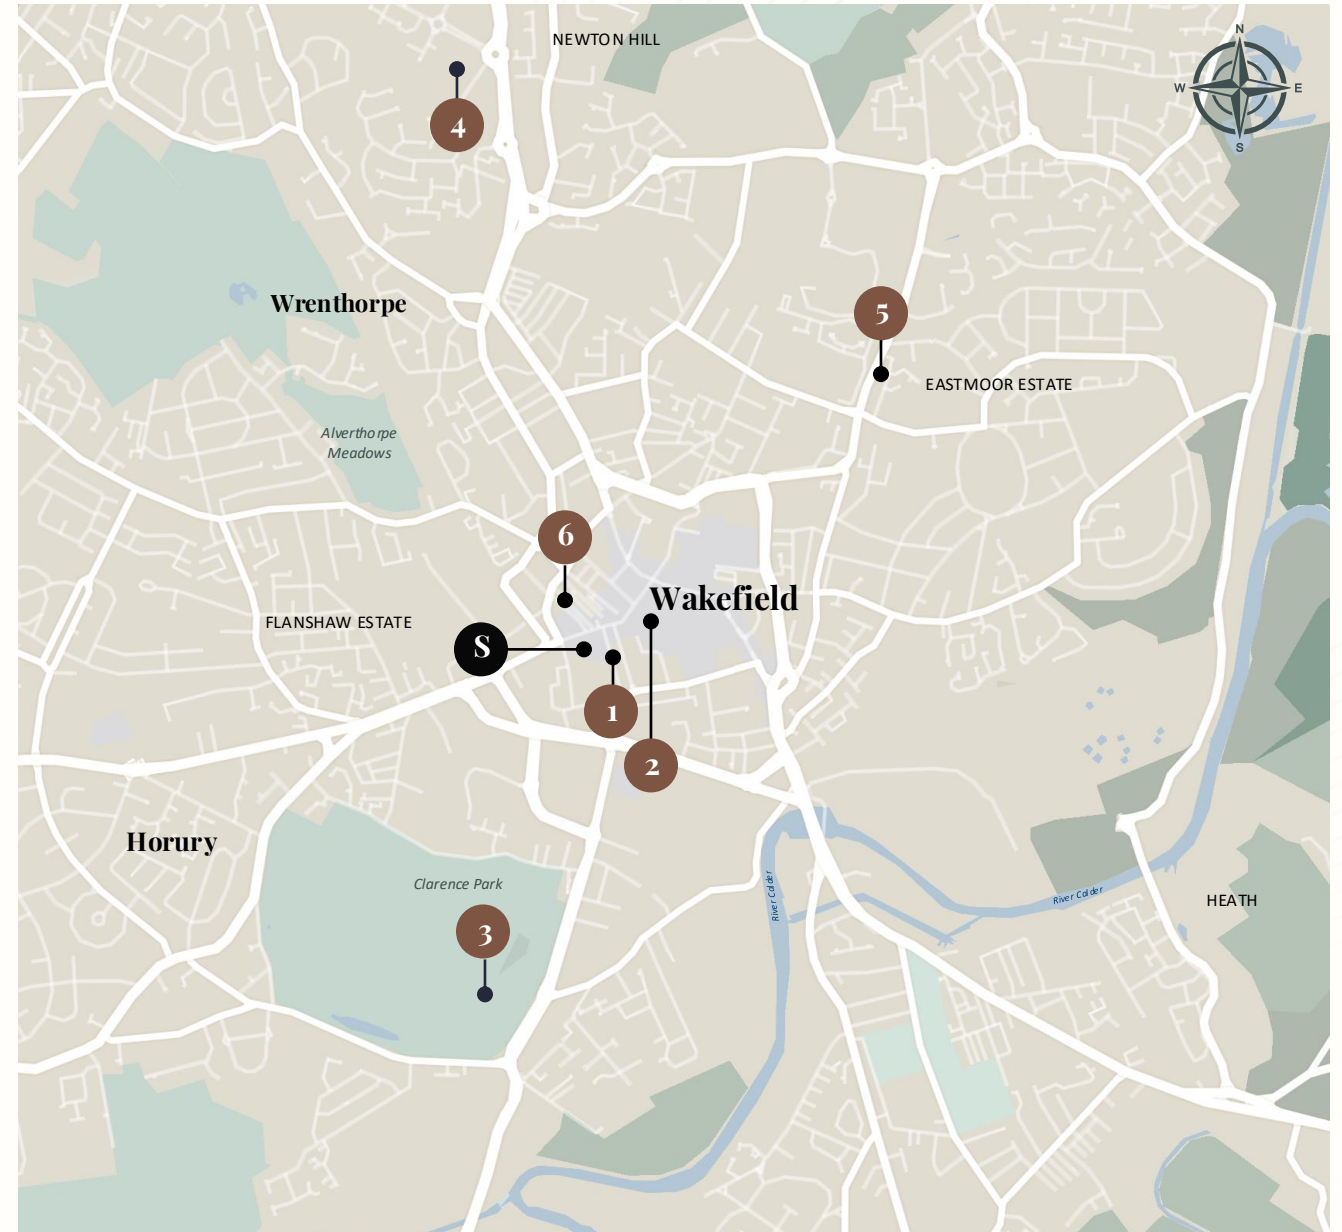 NEWTON HILL
N
W
E
S
4
Wrenthorpe
5
EASTMOOR ESTATE
Alverthorpe
Meadows
6
Wakefield
FLANSHAW ESTATE
S
1
2
Horury
Clarence Park
3
River Calder
River Calder
HEATH